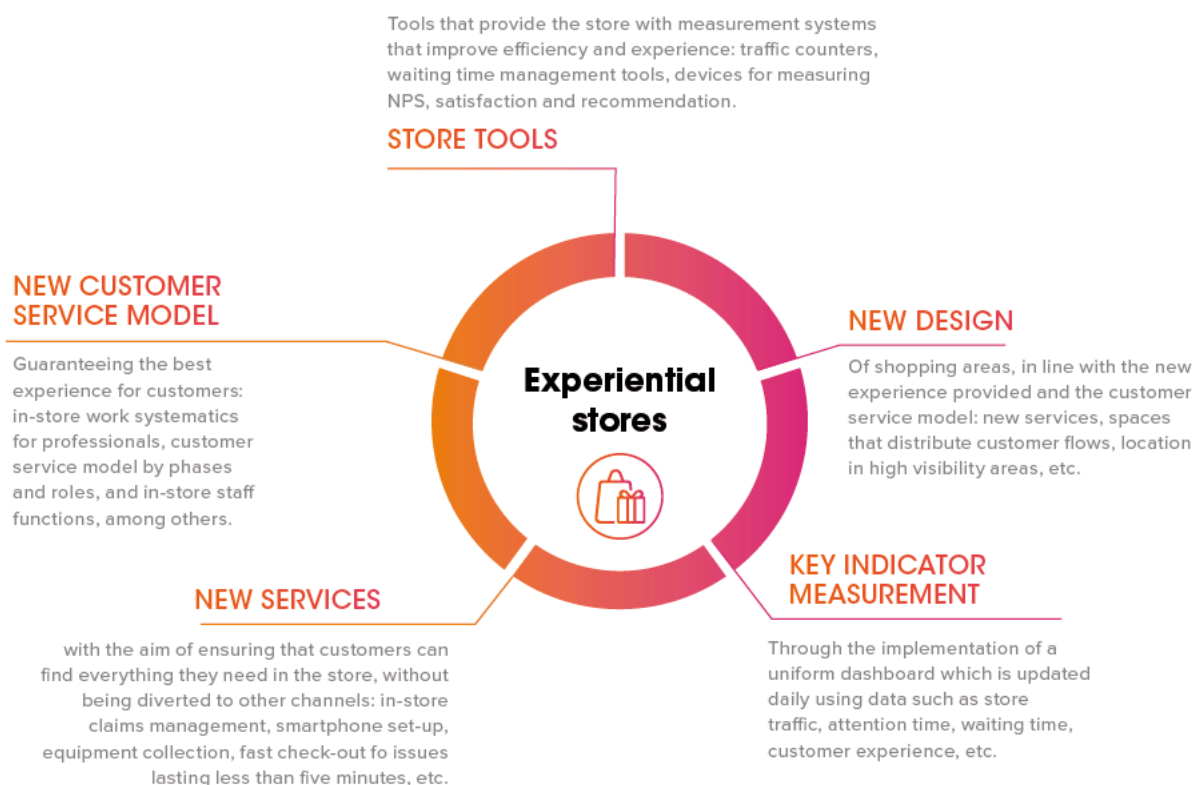 Tools that provide the store with measurement systems
that improve efficiency and experience: traffic counters,
waiting time management tools, devices for measuring
NPS, satisfaction and recommendation.
STORE TOOLS
NEW CUSTOMER
SERVICE MODEL
Guaranteeing the best
experience for customers:
in-store work systematics
for professionals, customer
service model by phases
and roles, and in-store staff
functions, among others.
Experiential
stores
NEW DESIGN
Of shopping areas, in line with the new
experience provided and the customer
service model: new services, spaces
that distribute customer flows, location
in high visibility areas, etc.
NEW SERVICES
with the aim of ensuring that customers can
find everything they need in the store, without
being diverted to other channels: in-store
claims management, smartphone set-up,
equipment collection, fast check-out fo issues
lasting less than five minutes, etc.
KEY INDICATOR
MEASUREMENT
Through the implementation of a
uniform dashboard which is updated
daily using data such as store
traffic, attention time, waiting time,
customer experience, etc.